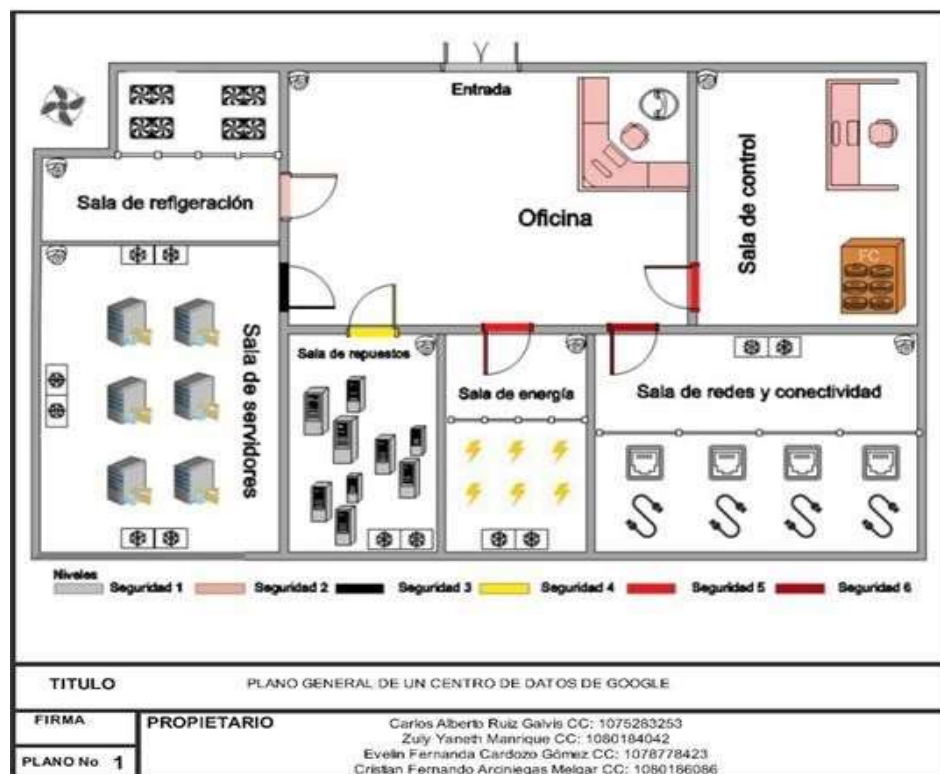 Entrada
Sala de refigeración
Oficina
Sala de control
FC
Sala de servidores
Sala de repuestos
Sala de energía
Sala de redes y conectividad
Niveles
Seguridad 1 Seguridad 2 Seguridad 3 Seguridad 4 Seguridad 5 Seguridad 6
TITULO PLANO GENERAL DE UN CENTRO DE DATOS DE GOOGLE
FIRMA
PROPIETARIO
Carlos Alberto Ruiz Galvis CC: 1075283253
Zuly Yaneth Manrique CC: 1080184042
Evelin Fernanda Cardozo Gómez CC: 1078778423
Cristian Fernando Arciniegas Melgar CC: 1080186086
PLANO No 1